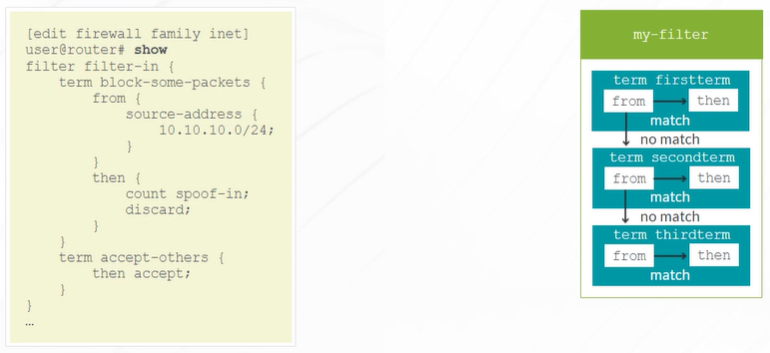 [edit firewall family inet]
user@router# show
filter filter-in {
term block-some-packets {
from {
source-address {
10.10.10.0/24;
}
}
then {
count spoof-in;
discard;
}
}
term accept-others {
then accept;
}
}
…
my-filter
term firstterm
from then
match
no match
term secondterm
from then
match
no match
term thirdterm
from then
match